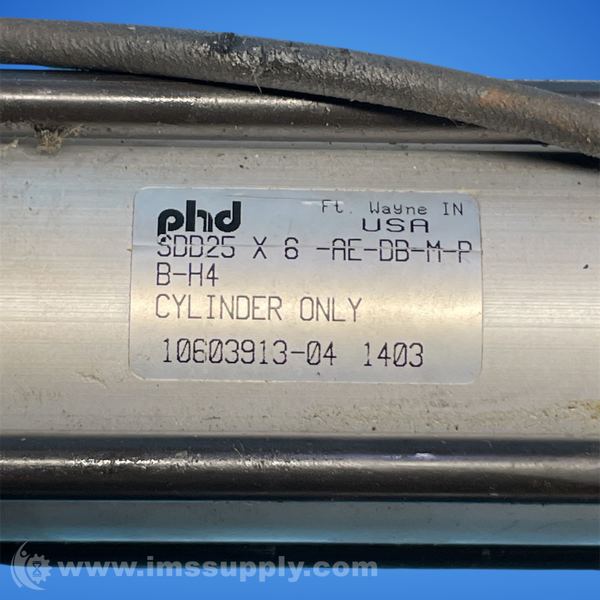 phd Ft. Wayne IN
USA
SDD25 X 6 -AE-DB-M-P
B-H4
CYLINDER ONLY
10603913-04 1403
www.imssupply.com